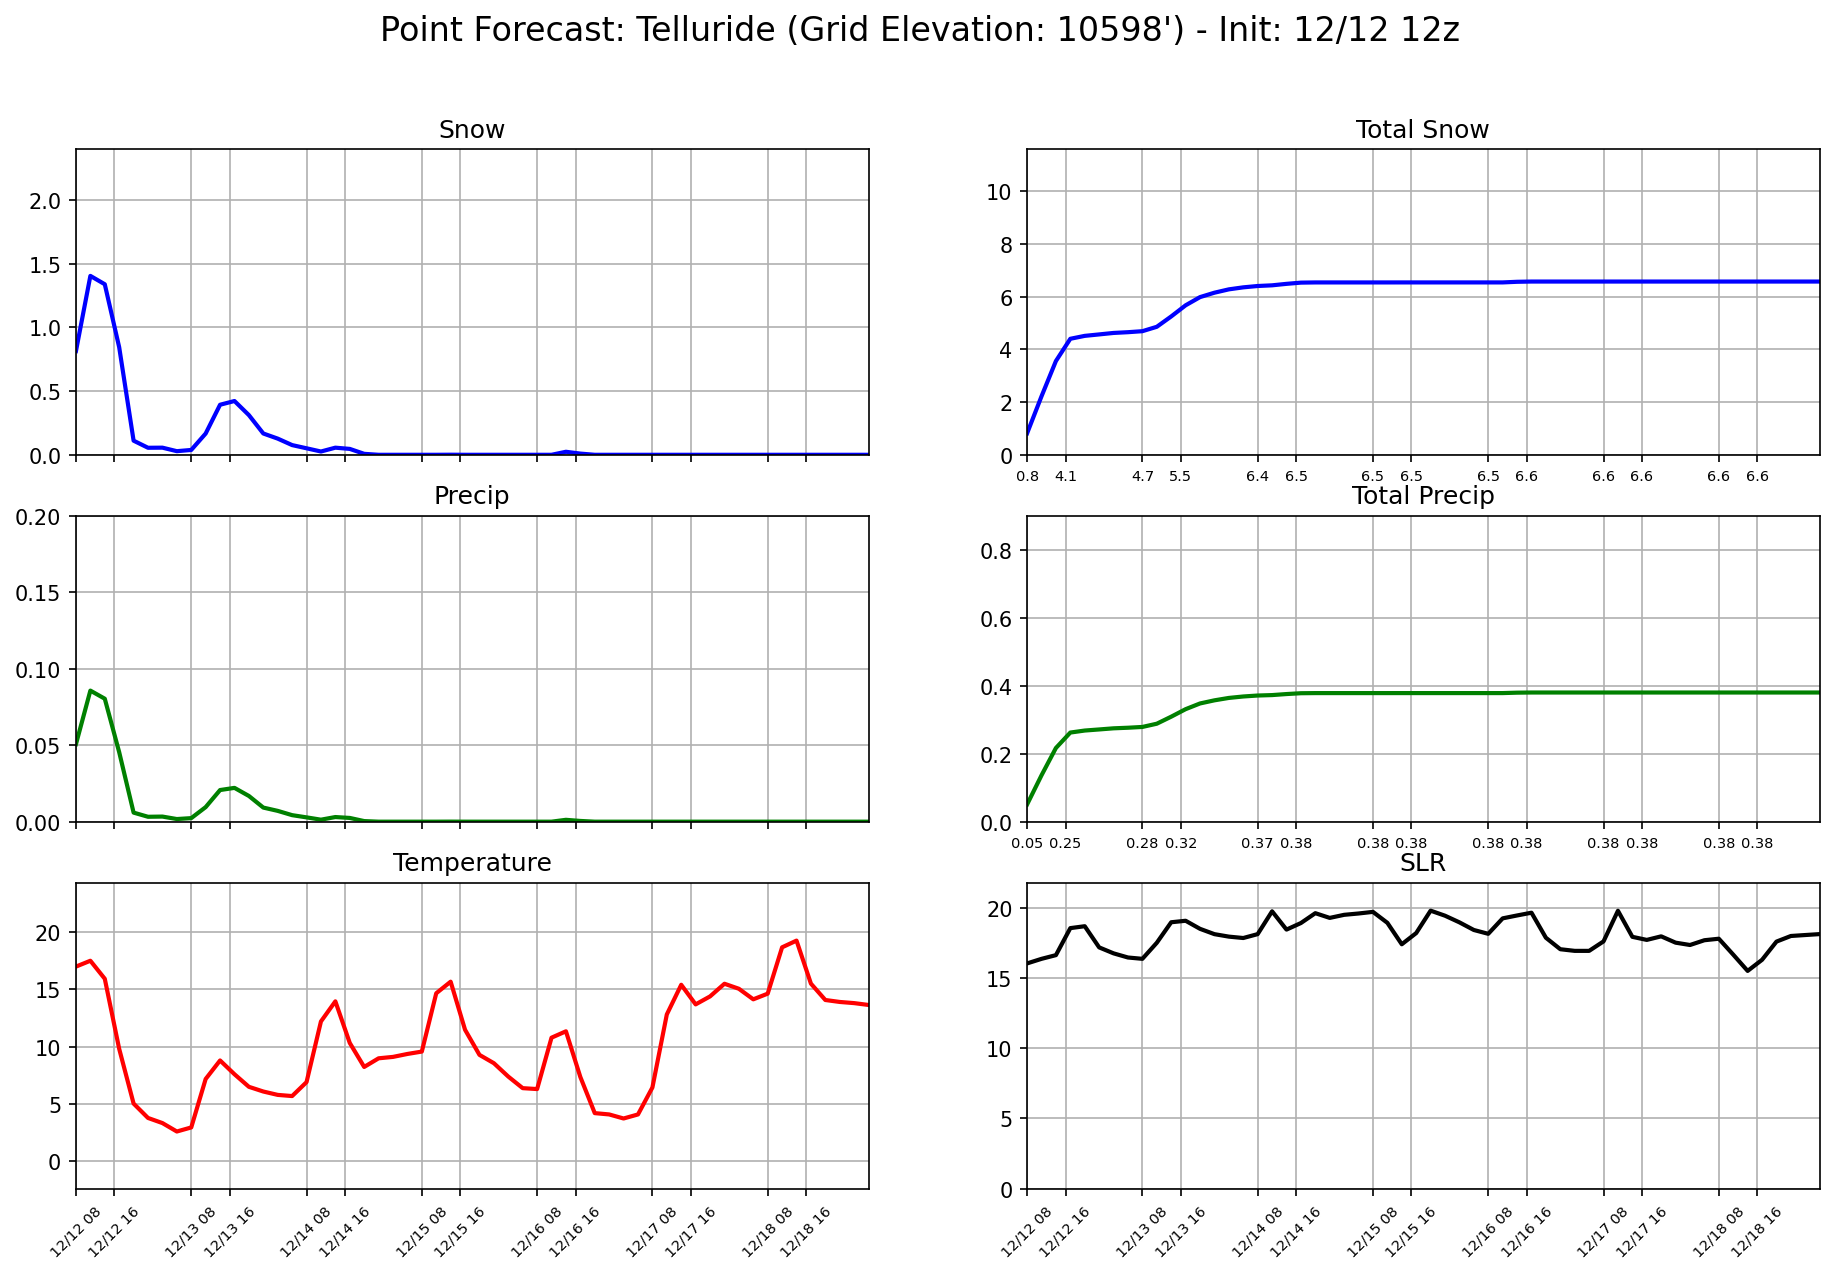 Point Forecast: Telluride (Grid Elevation: 10598') - Init: 12/12 12z
Snow
2.0
1.5
1.0
0.5
0.0
Total Snow
10
8
6
4
2
0
0.8 4.1 4.7 5.5 6.4 6.5 6.5 6.5 6.5 6.6 6.6 6.6 6.6 6.6
Precip
0.20
0.15
0.10
0.05
0.00
Total Precip
0.8
0.6
0.4
0.2
0.0
0.05 0.25 0.28 0.32 0.37 0.38 0.38 0.38 0.38 0.38 0.38 0.38 0.38 0.38
Temperature
20
15
10
5
0
12/12 08 12/12 16 12/13 08 12/13 16 12/14 08 12/14 16 12/15 08 12/15 16 12/16 08 12/16 16 12/17 08 12/17 16 12/18 08 12/18 16
SLR
20
15
10
5
0
12/12 08 12/12 16 12/13 08 12/13 16 12/14 08 12/14 16 12/15 08 12/15 16 12/16 08 12/16 16 12/17 08 12/17 16 12/18 08 12/18 16